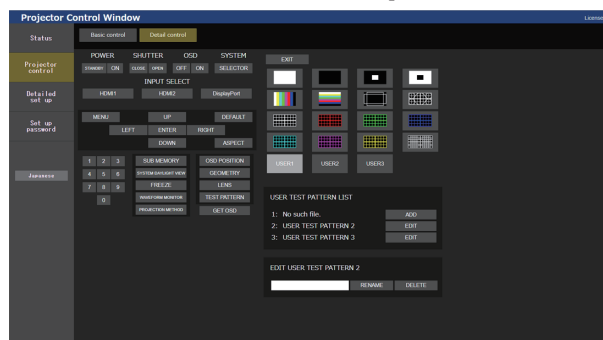 Projector Control Window
License
Status
Projector control
Detailed set up
Set up password
Japanese
Basic control
Detail control
POWER SHUTTER OSD SYSTEM
STANDBY ON CLOSE OPEN OFF ON SELECTOR
INPUT SELECT
HDMI1 HDMI2 DisplayPort
MENU UP DEFAULT
LEFT ENTER RIGHT
DOWN ASPECT
1 2 3 SUB MEMORY OSD POSITION
4 5 6 SYSTEM DAYLIGHT VIEW GEOMETRY
7 8 9 FREEZE LENS
0 WAVEFORM MONITOR TEST PATTERN
PROJECTION METHOD GET OSD
EXIT
USER1 USER2 USER3
USER TEST PATTERN LIST
1: No such file. ADD
2: USER TEST PATTERN 2 EDIT
3: USER TEST PATTERN 3 EDIT
EDIT USER TEST PATTERN 2
RENAME DELETE